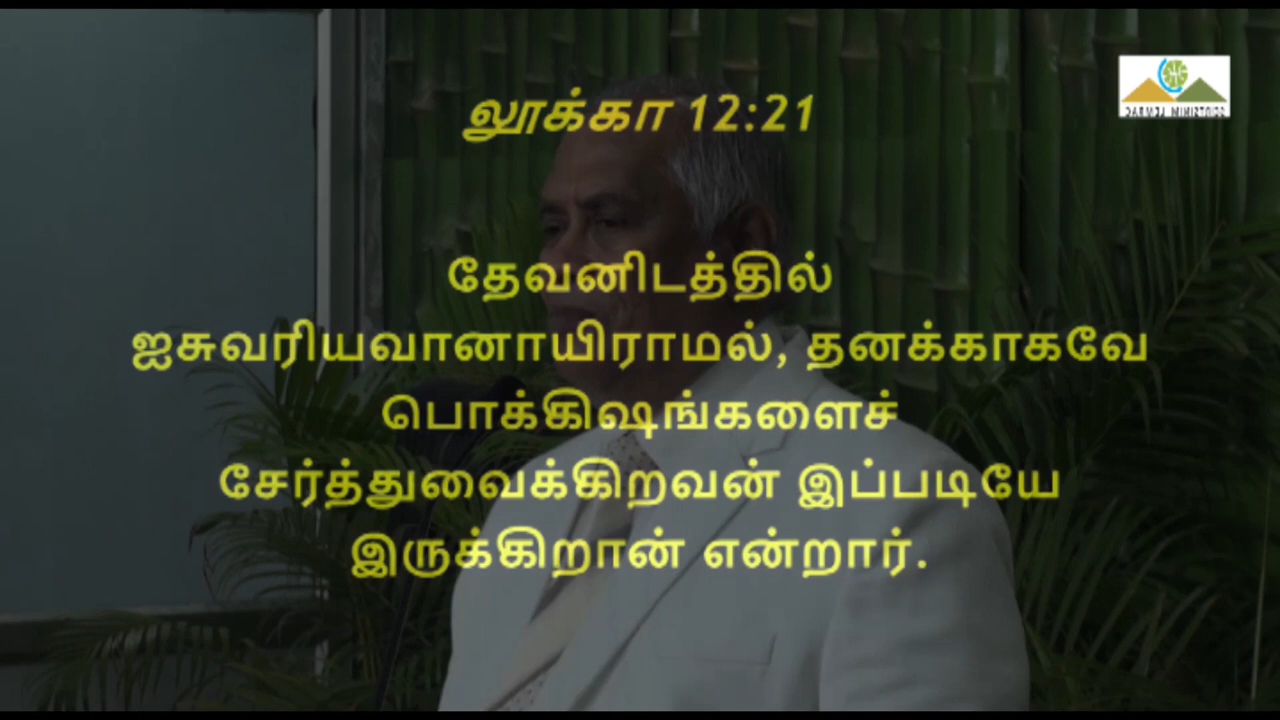 லூக்கா 12:21
தேவனிடத்தில்
ஐசுவரியவானாயிராமல், தனக்காகவே
பொக்கிஷங்களைச்
சேர்த்துவைக்கிறவன் இப்படியே
இருக்கிறான் என்றார்.